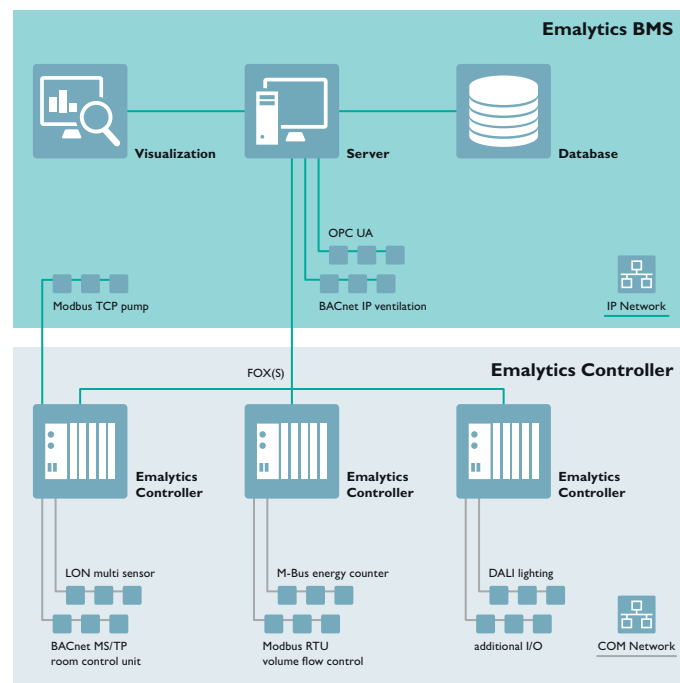 Emalytics BMS
Visualization
Server
Database
OPC UA
Modbus TCP pump
BACnet IP ventilation
IP Network
FOX(S)
Emalytics Controller
Emalytics
Controller
Emalytics
Controller
Emalytics
Controller
LON multi sensor
M-Bus energy counter
DALI lighting
BACnet MS/TP
room control unit
Modbus RTU
volume flow control
additional I/O
COM Network